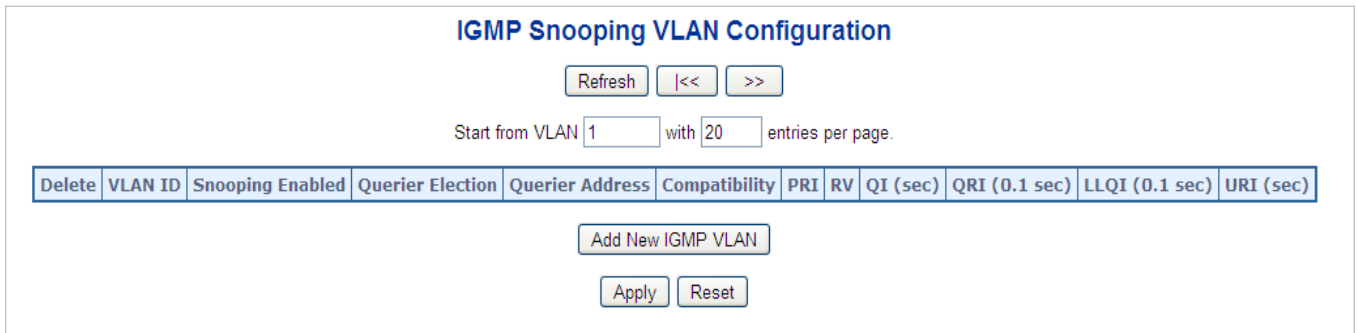 IGMP Snooping VLAN Configuration
Refresh |<< >>
Start from VLAN 1 with 20 entries per page.
Delete VLAN ID Snooping Enabled Querier Election Querier Address Compatibility PRI RV QI (sec) QRI (0.1 sec) LLQI (0.1 sec) URI (sec)
Add New IGMP VLAN
Apply Reset